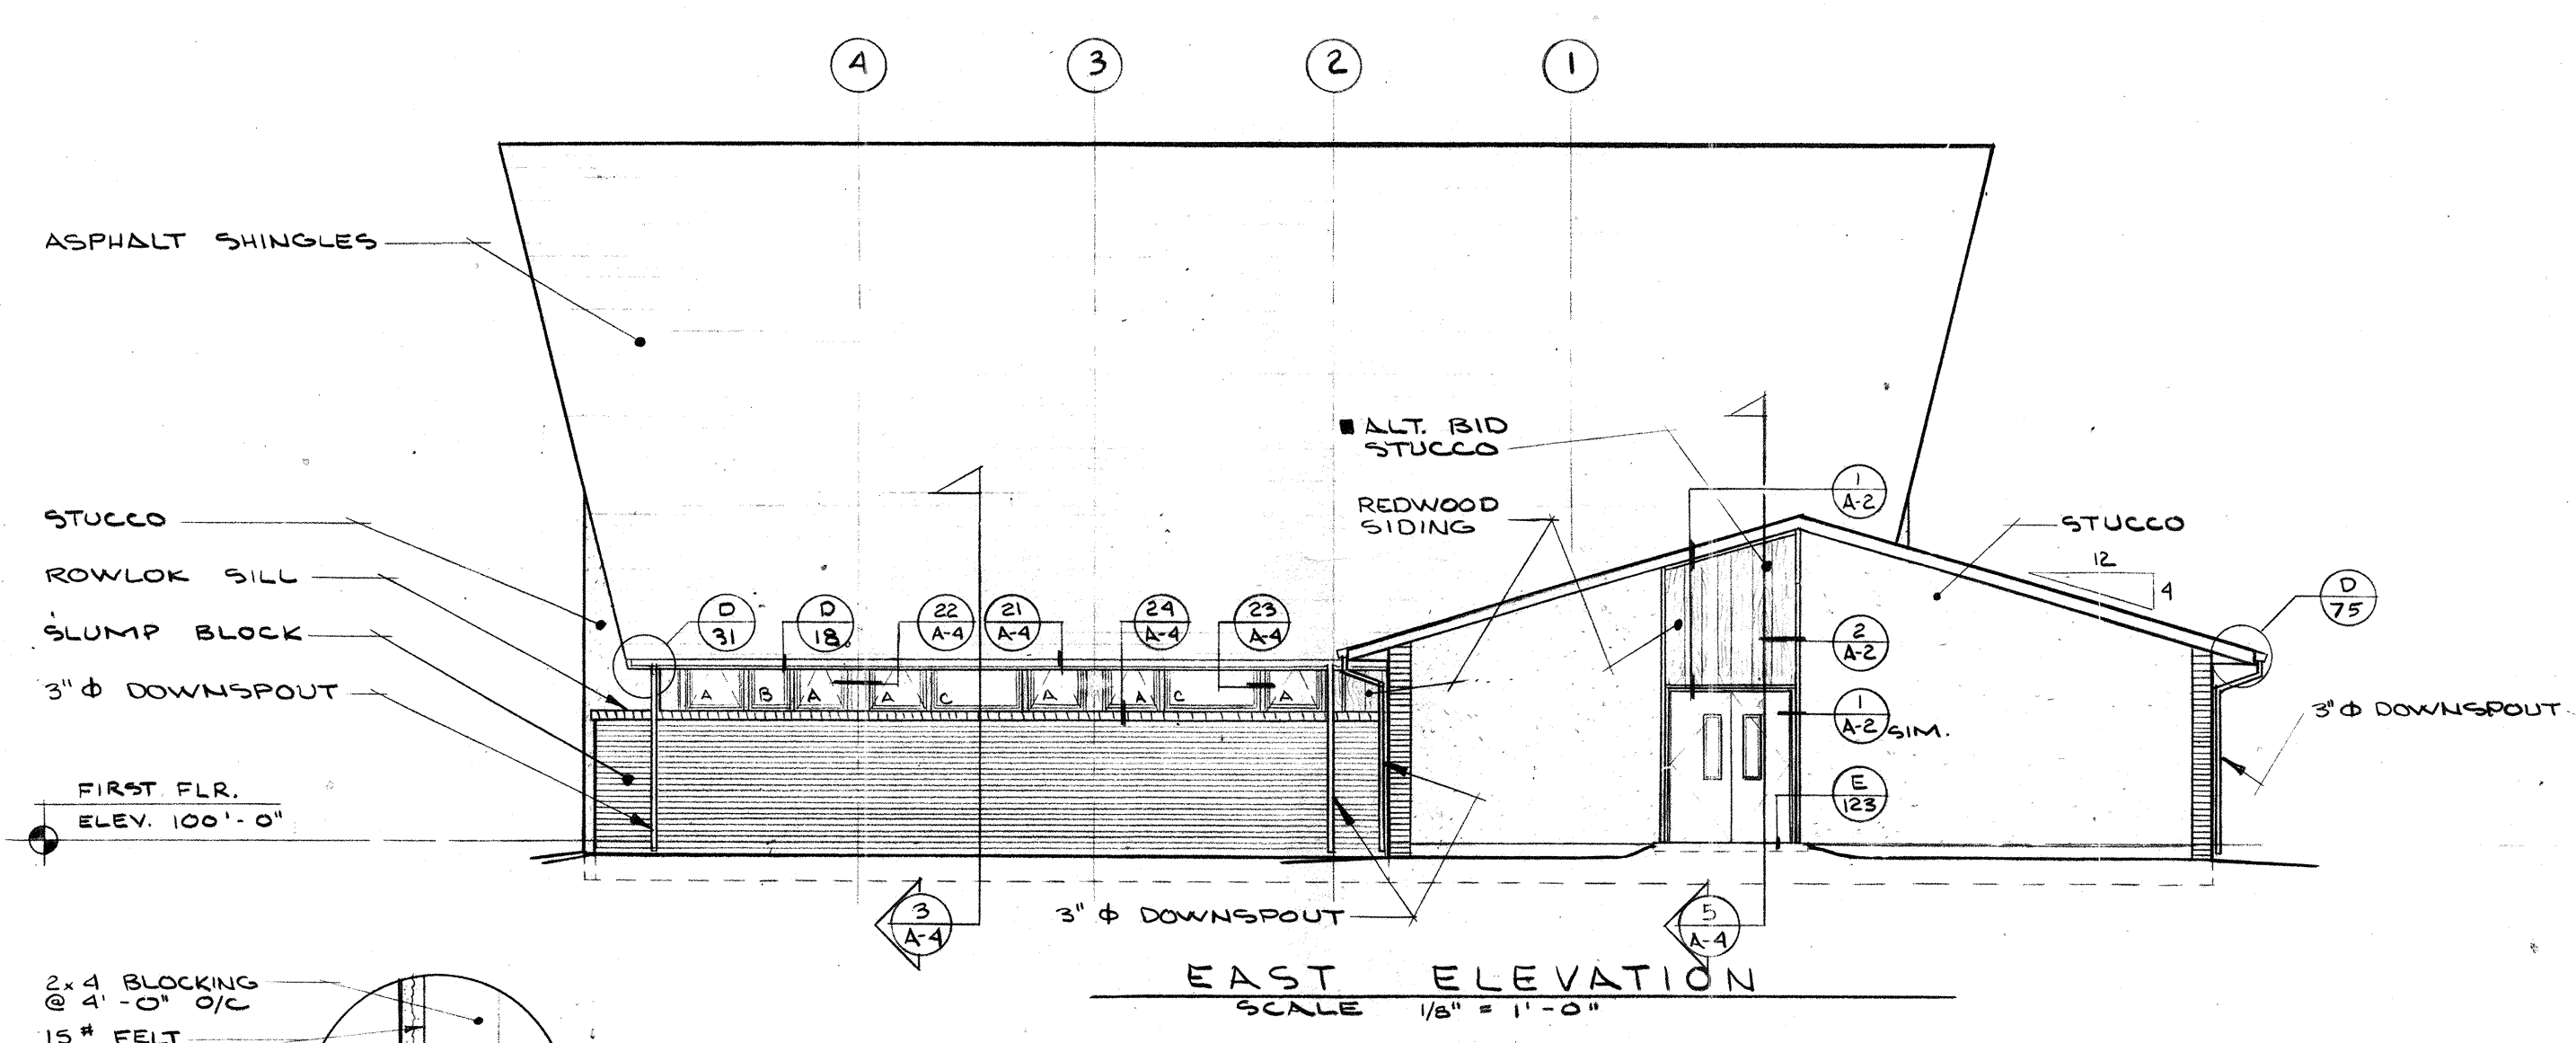 4 3 2 1
ASPHALT SHINGLES
■ ALT. BID
STUCCO
REDWOOD
SIDING
1
A-2
STUCCO
12
4
STUCCO
ROWLOK SILL
SLUMP BLOCK
3" Φ DOWNSPOUT
D
31
D
18
22
A-4
21
A-4
24
A-4
23
A-4
D
75
2
A-2
1
A-2 SIM.
E
123
A B A A C A A C A
3" Φ DOWNSPOUT
FIRST FLR.
ELEV. 100'-0"
3
A-4
3" Φ DOWNSPOUT
5
A-4
EAST ELEVATION
SCALE 1/8" = 1'-0"
2x4 BLOCKING
@ 4'-0" O/C
15# FELT